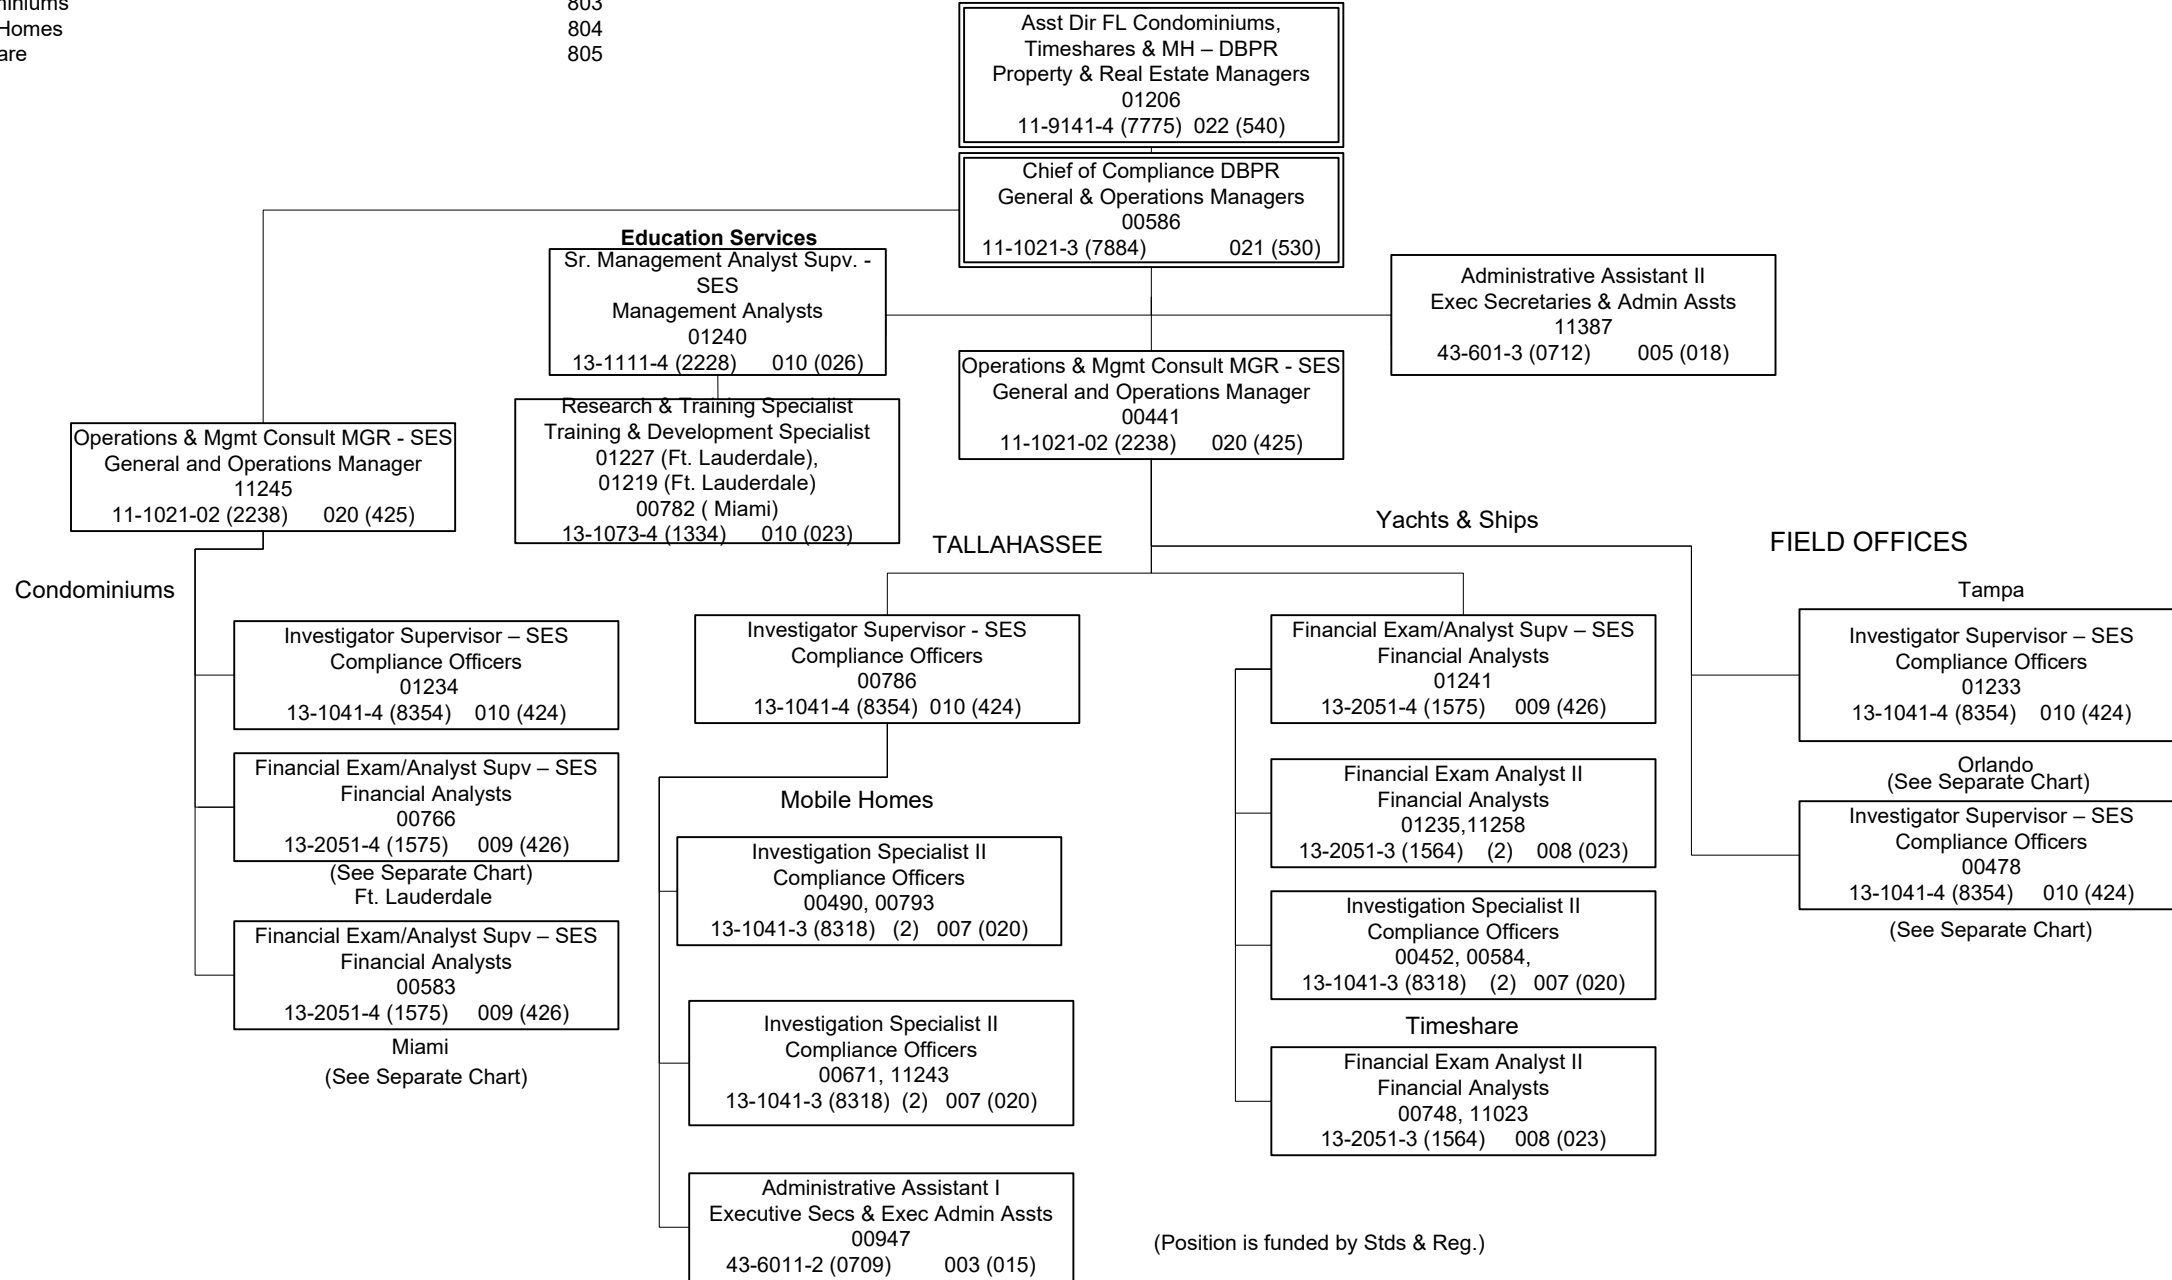 803
Homes 804
805
Asst Dir FL Condominiums,
Timeshares & MH – DBPR
Property & Real Estate Managers
01206
11-9141-4 (7775) 022 (540)
Chief of Compliance DBPR
General & Operations Managers
00586
11-1021-3 (7884) 021 (530)
Education Services
Sr. Management Analyst Supv. -
SES
Management Analysts
01240
13-1111-4 (2228) 010 (026)
Administrative Assistant II
Exec Secretaries & Admin Assts
11387
43-601-3 (0712) 005 (018)
Operations & Mgmt Consult MGR - SES
General and Operations Manager
00441
11-1021-02 (2238) 020 (425)
Research & Training Specialist
Training & Development Specialist
01227 (Ft. Lauderdale),
01219 (Ft. Lauderdale)
00782 ( Miami)
13-1073-4 (1334) 010 (023)
Operations & Mgmt Consult MGR - SES
General and Operations Manager
11245
11-1021-02 (2238) 020 (425)
Condominiums
Investigator Supervisor – SES
Compliance Officers
01234
13-1041-4 (8354) 010 (424)
Financial Exam/Analyst Supv – SES
Financial Analysts
00766
13-2051-4 (1575) 009 (426)
(See Separate Chart)
Ft. Lauderdale
Financial Exam/Analyst Supv – SES
Financial Analysts
00583
13-2051-4 (1575) 009 (426)
Miami
(See Separate Chart)
TALLAHASSEE
Investigator Supervisor - SES
Compliance Officers
00786
13-1041-4 (8354) 010 (424)
Mobile Homes
Investigation Specialist II
Compliance Officers
00490, 00793
13-1041-3 (8318) (2) 007 (020)
Investigation Specialist II
Compliance Officers
00671, 11243
13-1041-3 (8318) (2) 007 (020)
Administrative Assistant I
Executive Secs & Exec Admin Assts
00947
43-6011-2 (0709) 003 (015)
(Position is funded by Stds & Reg.)
Yachts & Ships
Financial Exam/Analyst Supv – SES
Financial Analysts
01241
13-2051-4 (1575) 009 (426)
Financial Exam Analyst II
Financial Analysts
01235,11258
13-2051-3 (1564) (2) 008 (023)
Investigation Specialist II
Compliance Officers
00452, 00584,
13-1041-3 (8318) (2) 007 (020)
Timeshare
Financial Exam Analyst II
Financial Analysts
00748, 11023
13-2051-3 (1564) 008 (023)
FIELD OFFICES
Tampa
Investigator Supervisor – SES
Compliance Officers
01233
13-1041-4 (8354) 010 (424)
Orlando
(See Separate Chart)
Investigator Supervisor – SES
Compliance Officers
00478
13-1041-4 (8354) 010 (424)
(See Separate Chart)